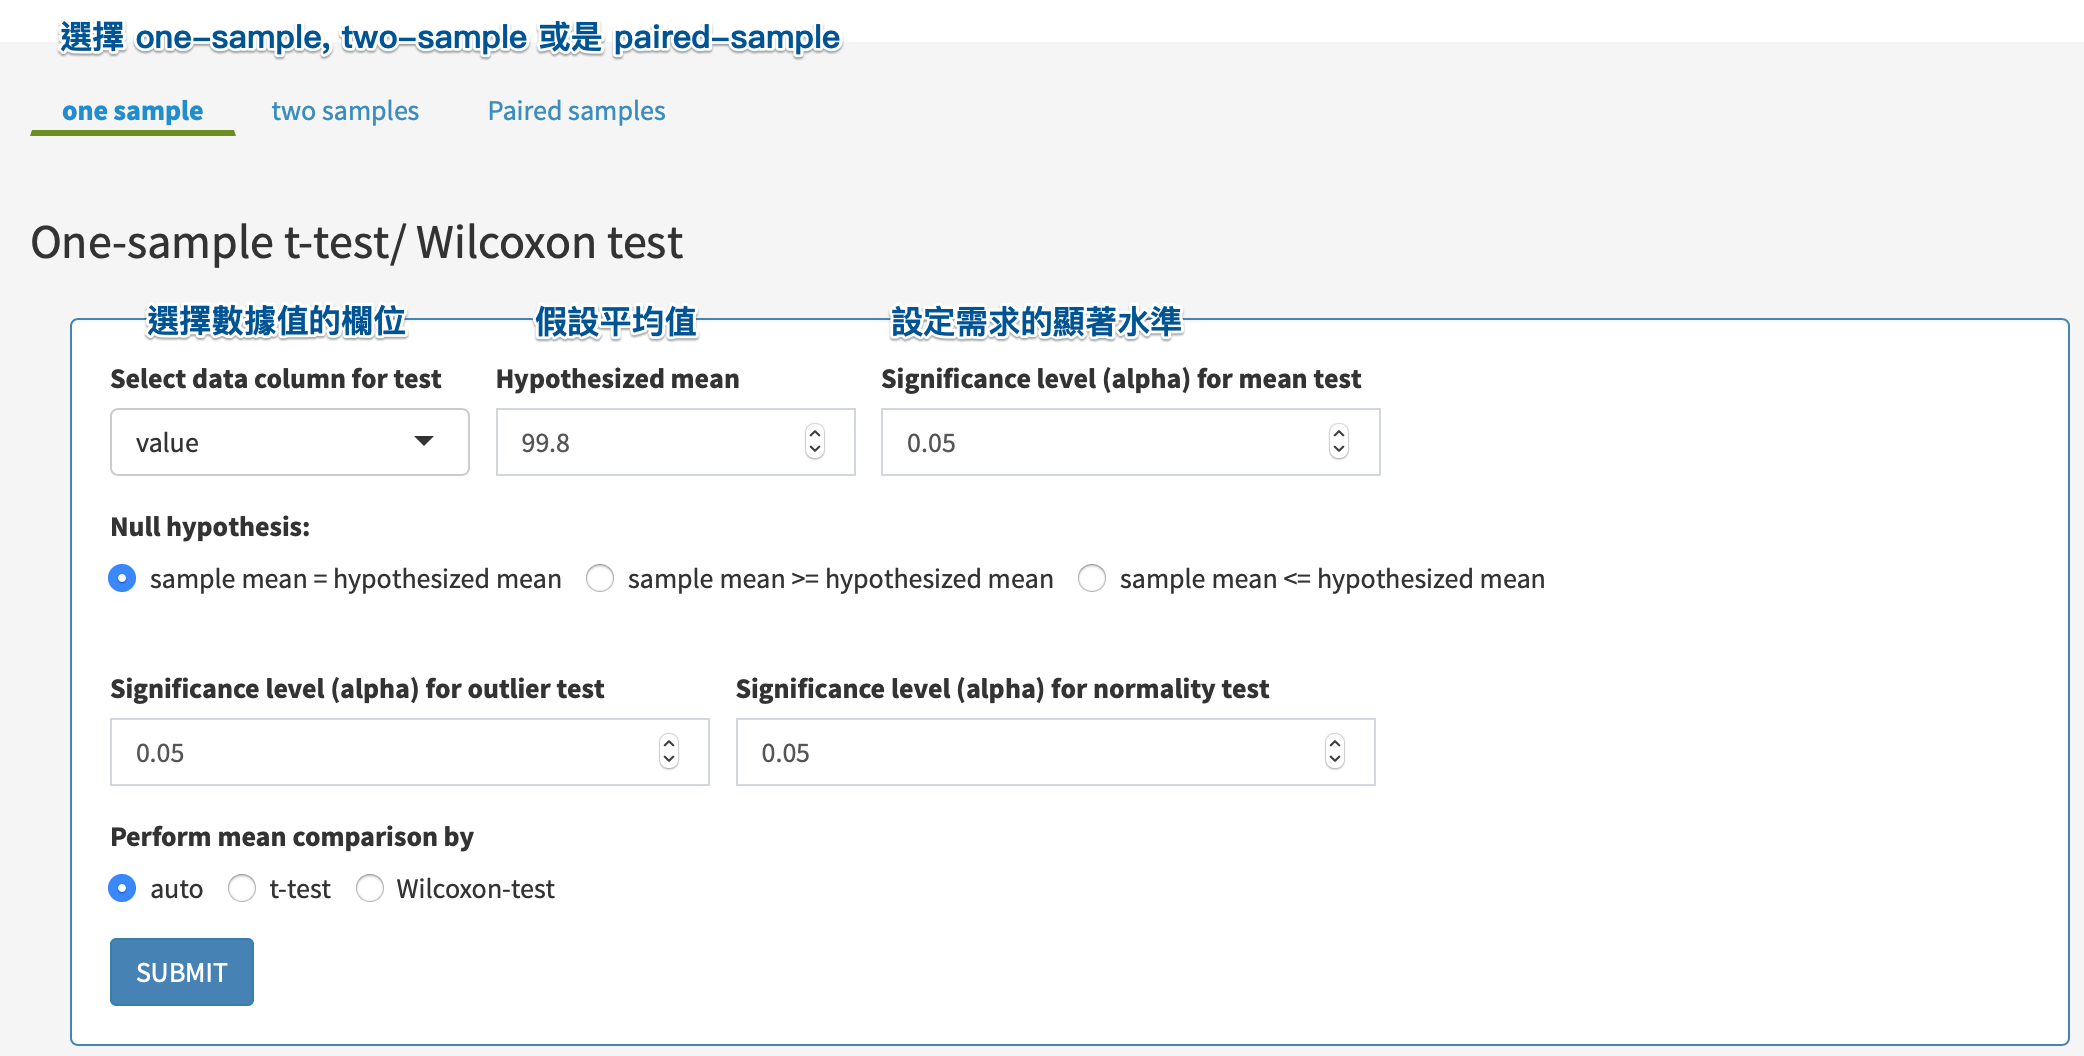 選擇 one-sample, two-sample 或是 paired-sample
one sample two samples Paired samples
One-sample t-test/ Wilcoxon test
選擇數據值的欄位 假設平均值 設定需求的顯著水準
Select data column for test Hypothesized mean Significance level (alpha) for mean test
value 99.8 0.05
Null hypothesis:
sample mean = hypothesized mean sample mean >= hypothesized mean sample mean <= hypothesized mean
Significance level (alpha) for outlier test Significance level (alpha) for normality test
0.05 0.05
Perform mean comparison by
auto t-test Wilcoxon-test
SUBMIT